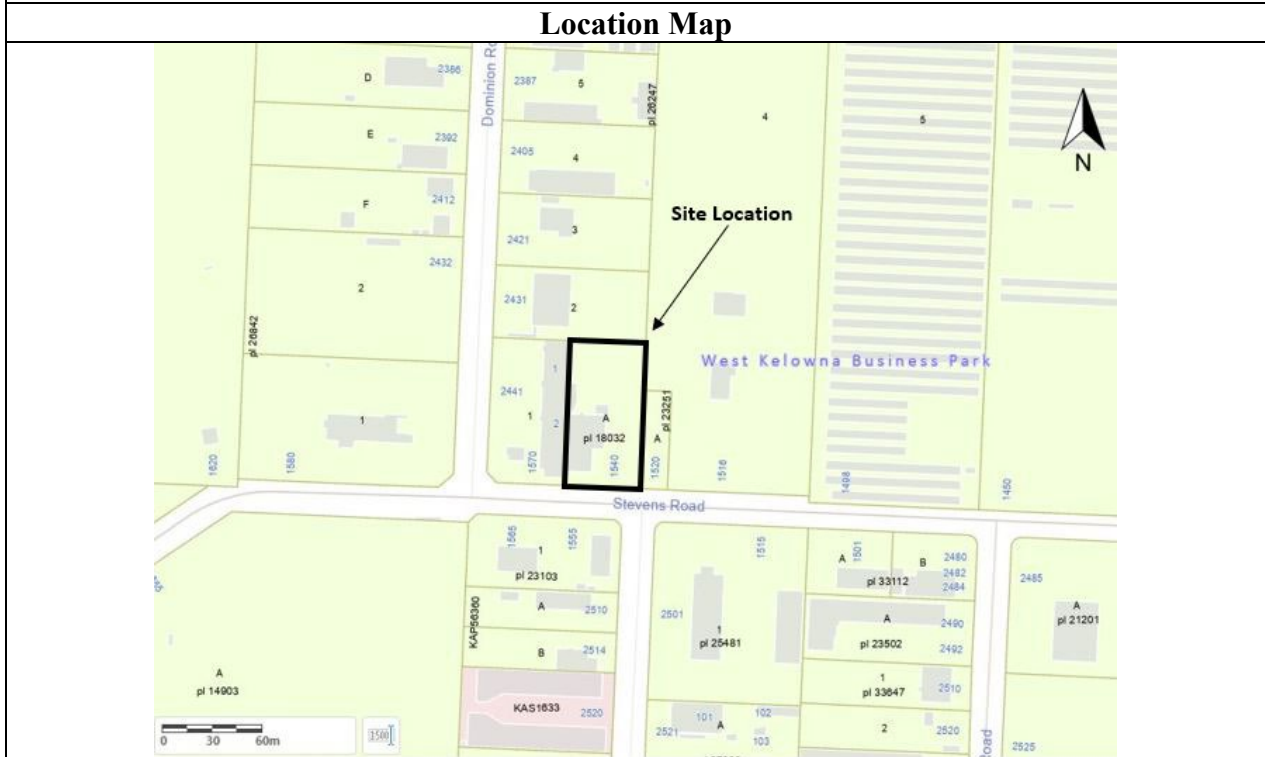 Location Map
D
2386
Dominion Ro
2387
5
pl 26247
4
5
N
E
2392
2405
4
F
2412
3
Site Location
2421
2432
2
2431
2
pl 26842
West Kelowna Business Park
1
2441
1
A
pl 18032
pl 23251
A
1
2
1620
1580
1570
1540
1520
1516
1498
1450
Stevens Road
1565
1555
1
pl 23103
1515
A
1501
B
2480
pl 33112
2482
2484
2485
KAP56360
A
2510
2501
1
pl 25481
A
2490
A
pl 21201
B
2514
pl 23502
2492
A
pl 14903
1
pl 33647
2510
KAS1633
2520
101
A
102
2521
103
2
2520
Road
2525
0 30 60m
1500